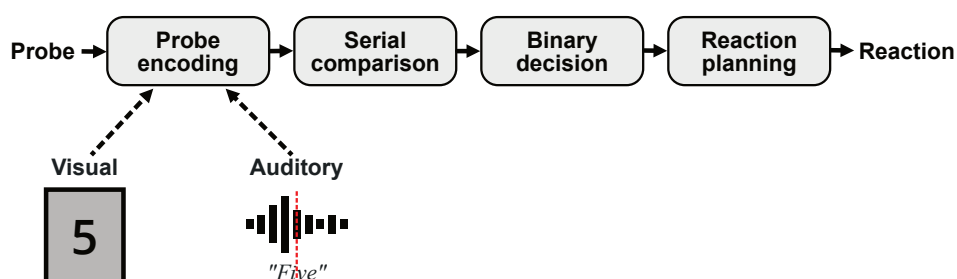 Probe
Probe
encoding
Serial
comparison
Binary
decision
Reaction
planning
Reaction
Visual
Auditory
5
"Five"